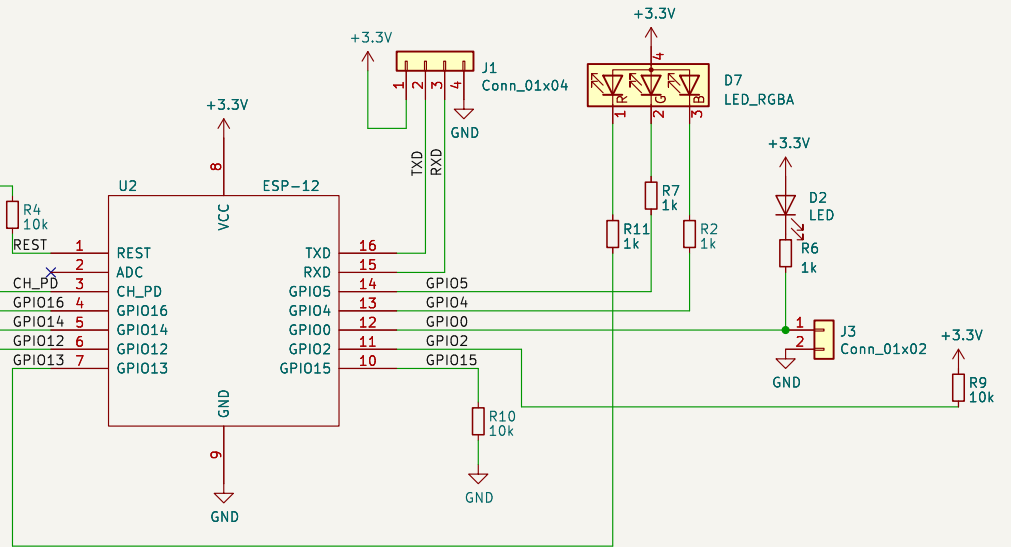 +3.3V
+3.3V
J1
Conn_01x04
1
2
3
4
GND
4
D7
LED_RGBA
R
G
B
1
2
3
+3.3V
TXD
RXD
+3.3V
8
U2
ESP-12
VCC
R4
10k
R7
1k
R11
1k
R2
1k
D2
LED
R6
1k
REST
1
REST
2
ADC
CH_PD
3
CH_PD
GPIO16
4
GPIO16
GPIO14
5
GPIO14
GPIO12
6
GPIO12
GPIO13
7
GPIO13
TXD
16
RXD
15
GPIO5
14
GPIO5
GPIO4
13
GPIO4
GPIO0
12
GPIO0
GPIO2
11
GPIO2
GPIO15
10
GPIO15
1
2
J3
Conn_01x02
GND
+3.3V
R9
10k
GND
9
GND
R10
10k
GND